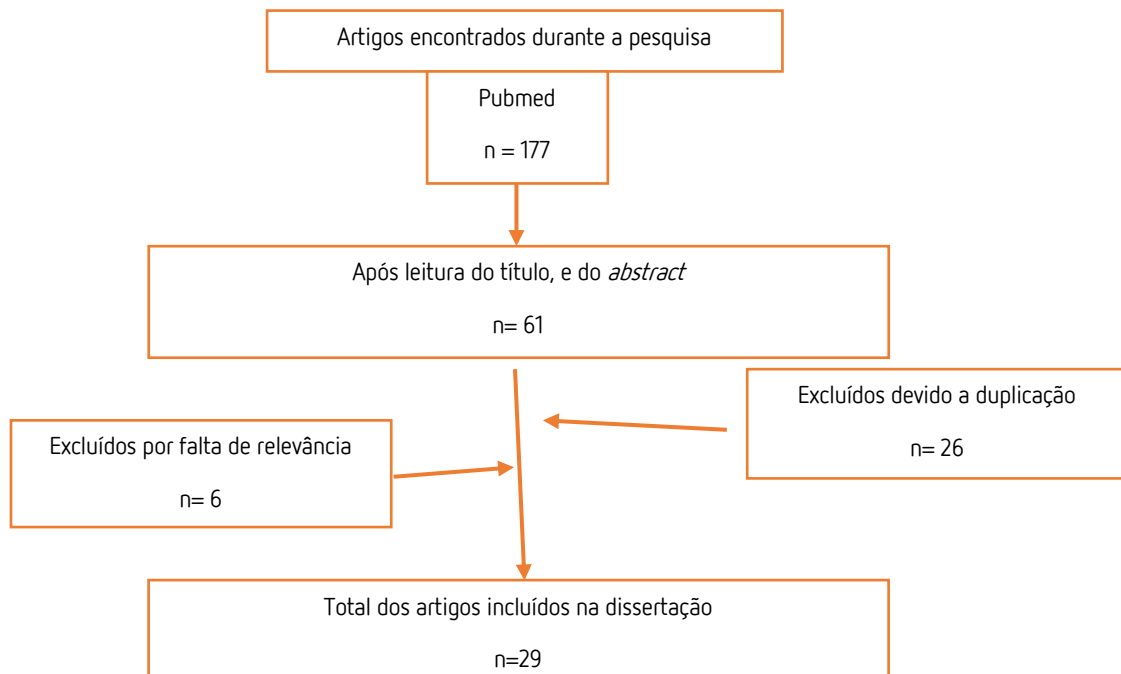 Artigos encontrados durante a pesquisa
Pubmed
n = 177
Após leitura do título, e do abstract
n= 61
Excluídos devido a duplicação
n= 26
Excluídos por falta de relevância
n= 6
Total dos artigos incluídos na dissertação
n=29